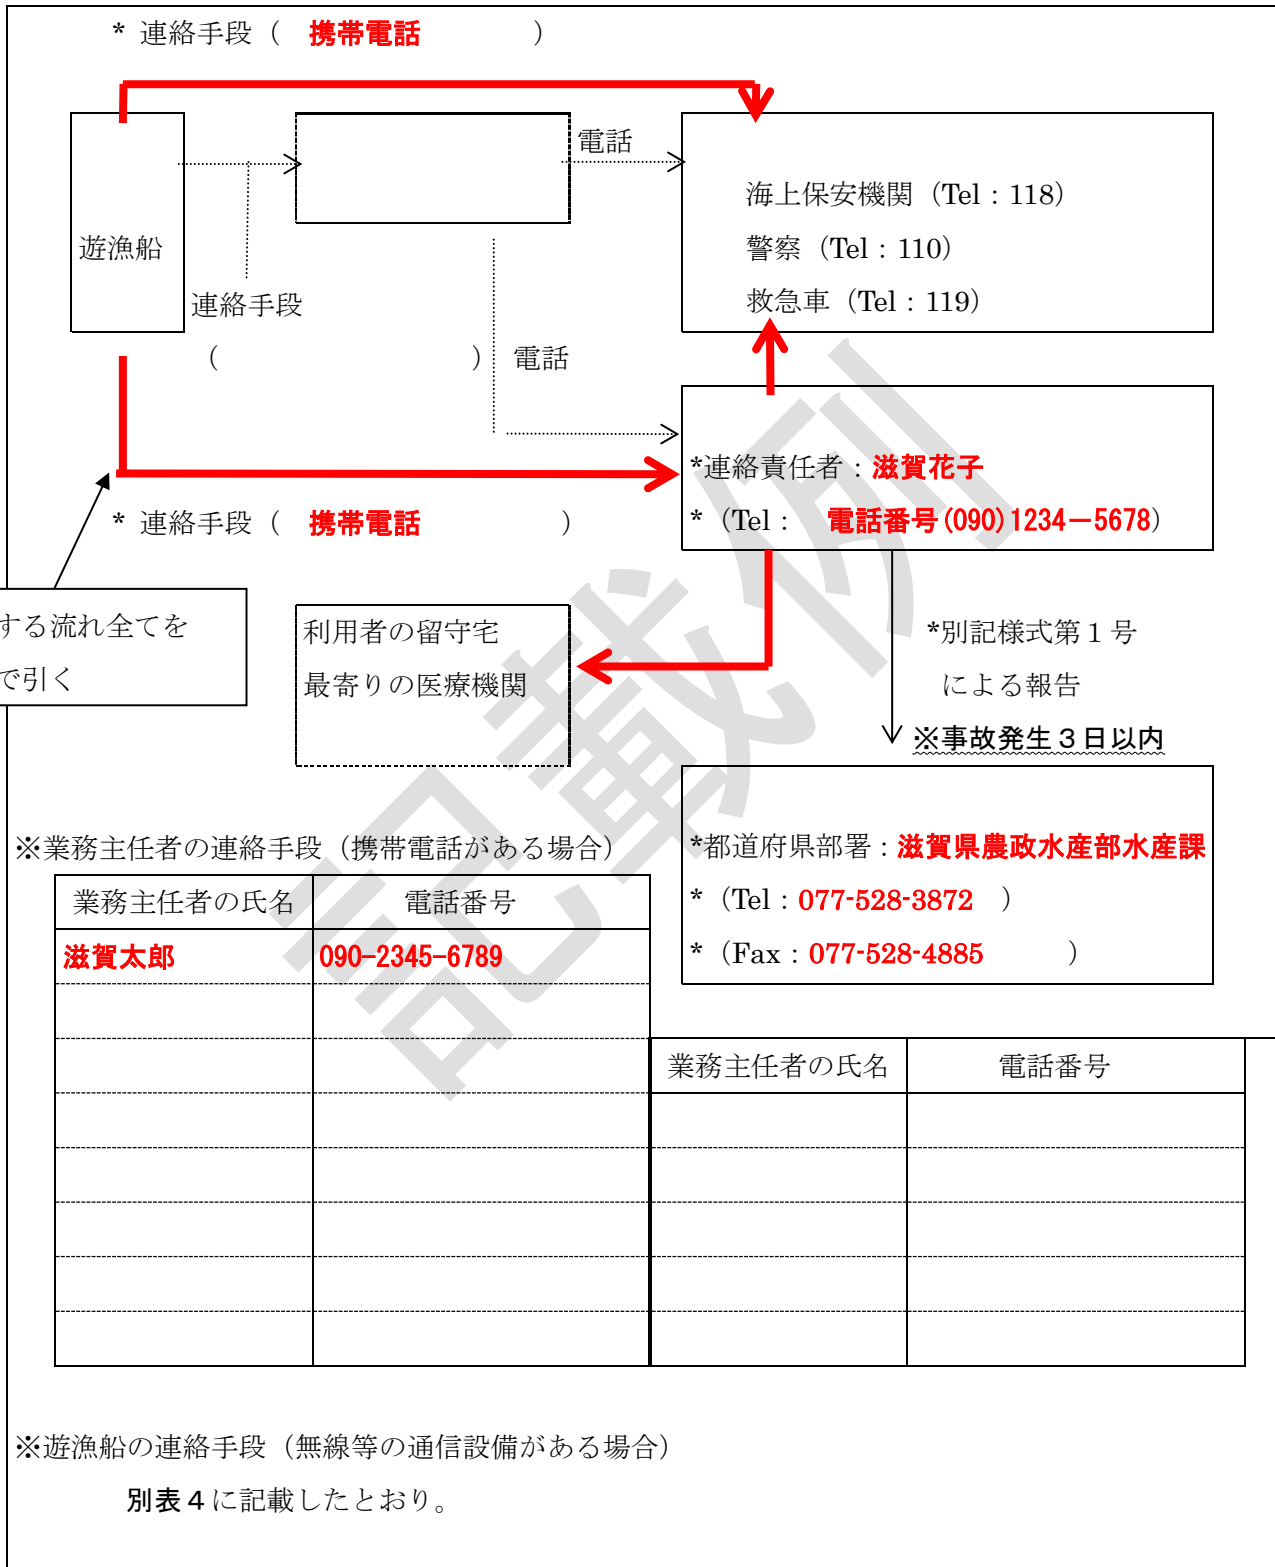 * 連絡手段（　携帯電話　　　　）
電話
海上保安機関（Tel：118）
警察（Tel：110）
救急車（Tel：119）
遊漁船
連絡手段
（　　　　　　　　　）
電話
*連絡責任者：滋賀花子
*（Tel：　電話番号(090)1234－5678）
* 連絡手段（　携帯電話　　　　　）
する流れ全てを
で引く
利用者の留守宅
最寄りの医療機関
*別記様式第１号
による報告
※事故発生３日以内
*都道府県部署：滋賀県農政水産部水産課
*（Tel：077-528-3872　）
*（Fax：077-528-4885　　　）
※業務主任者の連絡手段（携帯電話がある場合）
業務主任者の氏名　電話番号
滋賀太郎　090-2345-6789
業務主任者の氏名　電話番号
※遊漁船の連絡手段（無線等の通信設備がある場合）
別表４に記載したとおり。
記載例